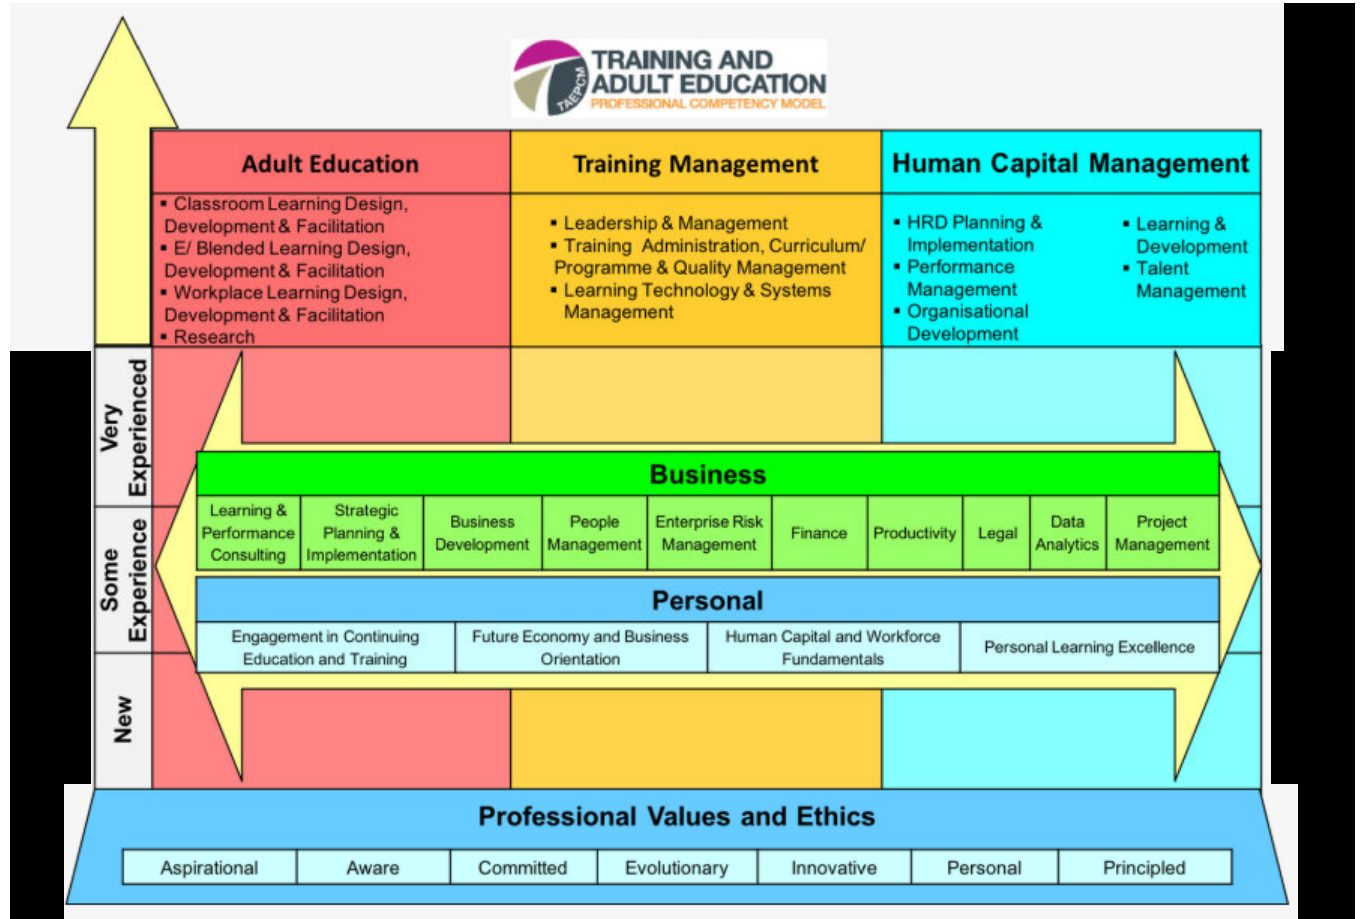 TRAINING AND
ADULT EDUCATION
PROFESSIONAL COMPETENCY MODEL
TAEPCM
Adult Education
▪ Classroom Learning Design,
Development & Facilitation
▪ E/ Blended Learning Design,
Development & Facilitation
▪ Workplace Learning Design,
Development & Facilitation
▪ Research
Training Management
▪ Leadership & Management
▪ Training Administration, Curriculum/
Programme & Quality Management
▪ Learning Technology & Systems
Management
Human Capital Management
▪ HRD Planning &
Implementation
▪ Performance
Management
▪ Organisational
Development
▪ Learning &
Development
▪ Talent
Management
Very
Experienced
Some
Experience
New
Business
Learning &
Performance
Consulting
Strategic
Planning &
Implementation
Business
Development
People
Management
Enterprise Risk
Management
Finance
Productivity
Legal
Data
Analytics
Project
Management
Personal
Engagement in Continuing
Education and Training
Future Economy and Business
Orientation
Human Capital and Workforce
Fundamentals
Personal Learning Excellence
Professional Values and Ethics
Aspirational
Aware
Committed
Evolutionary
Innovative
Personal
Principled